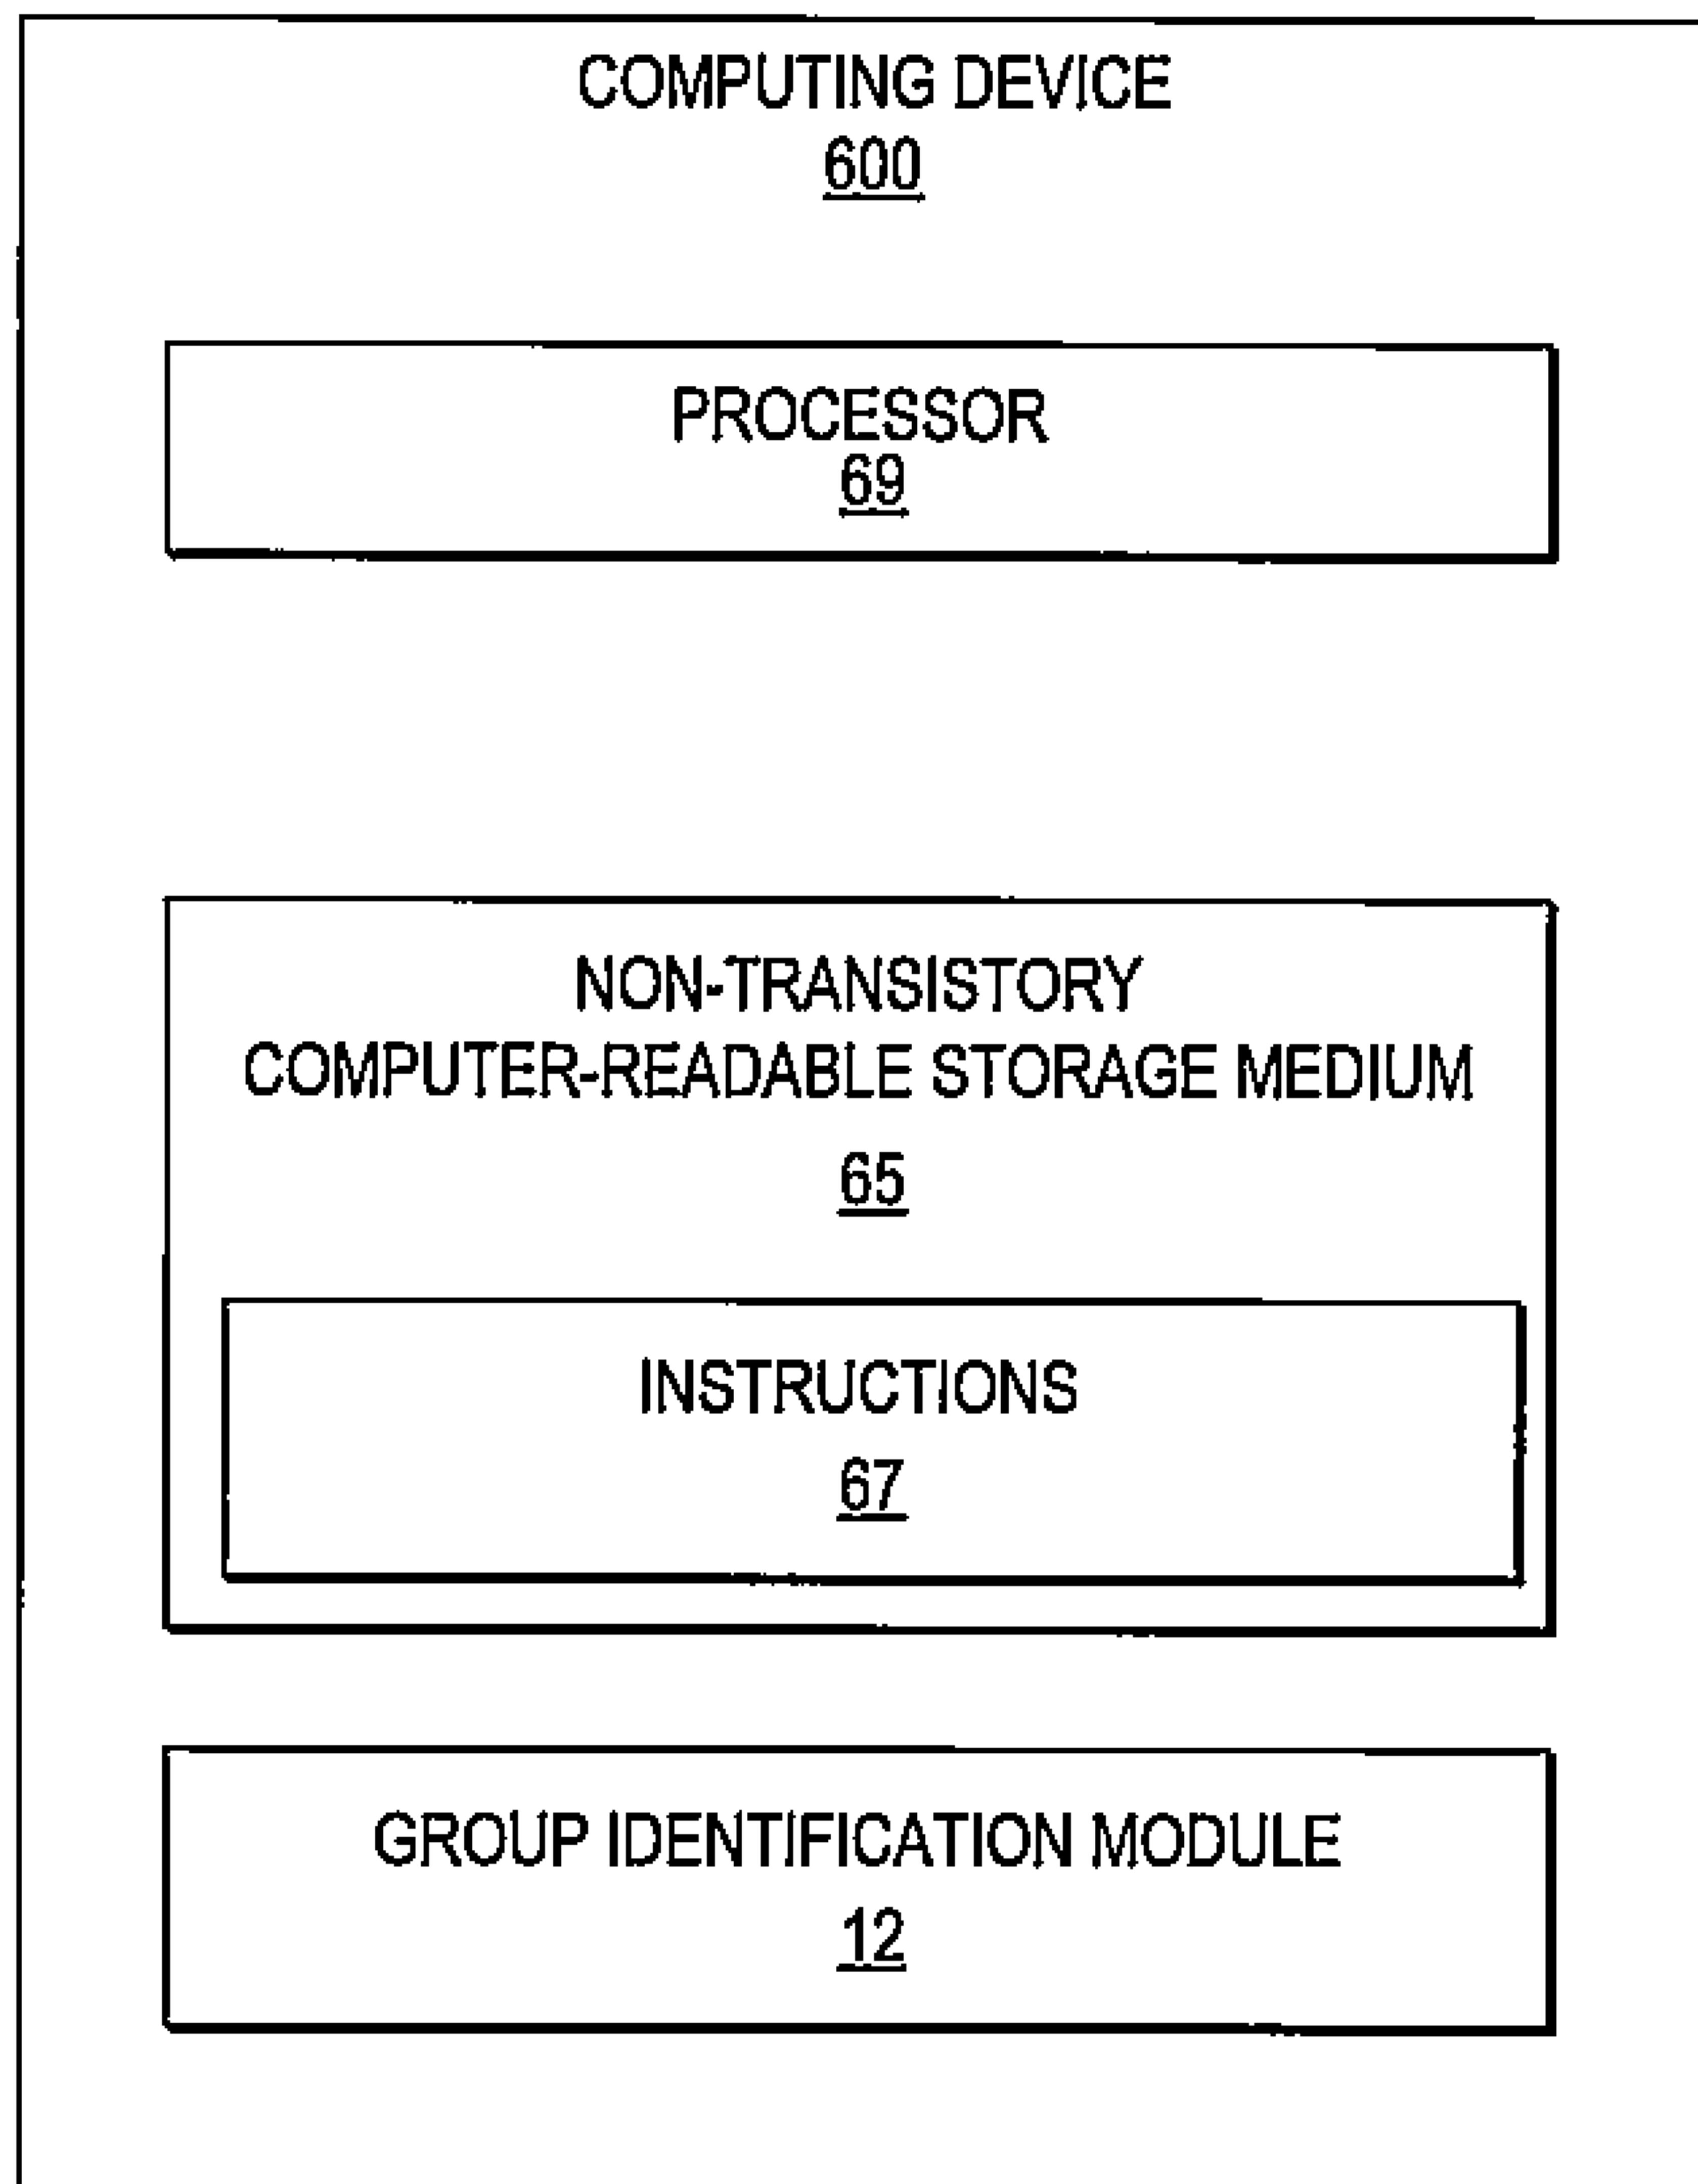 COMPUTING DEVICE
600
PROCESSOR
69
NON-TRANSISTORY
COMPUTER-READABLE STORAGE MEDIUM
65
INSTRUCTIONS
67
GROUP IDENTIFICATION MODULE
12